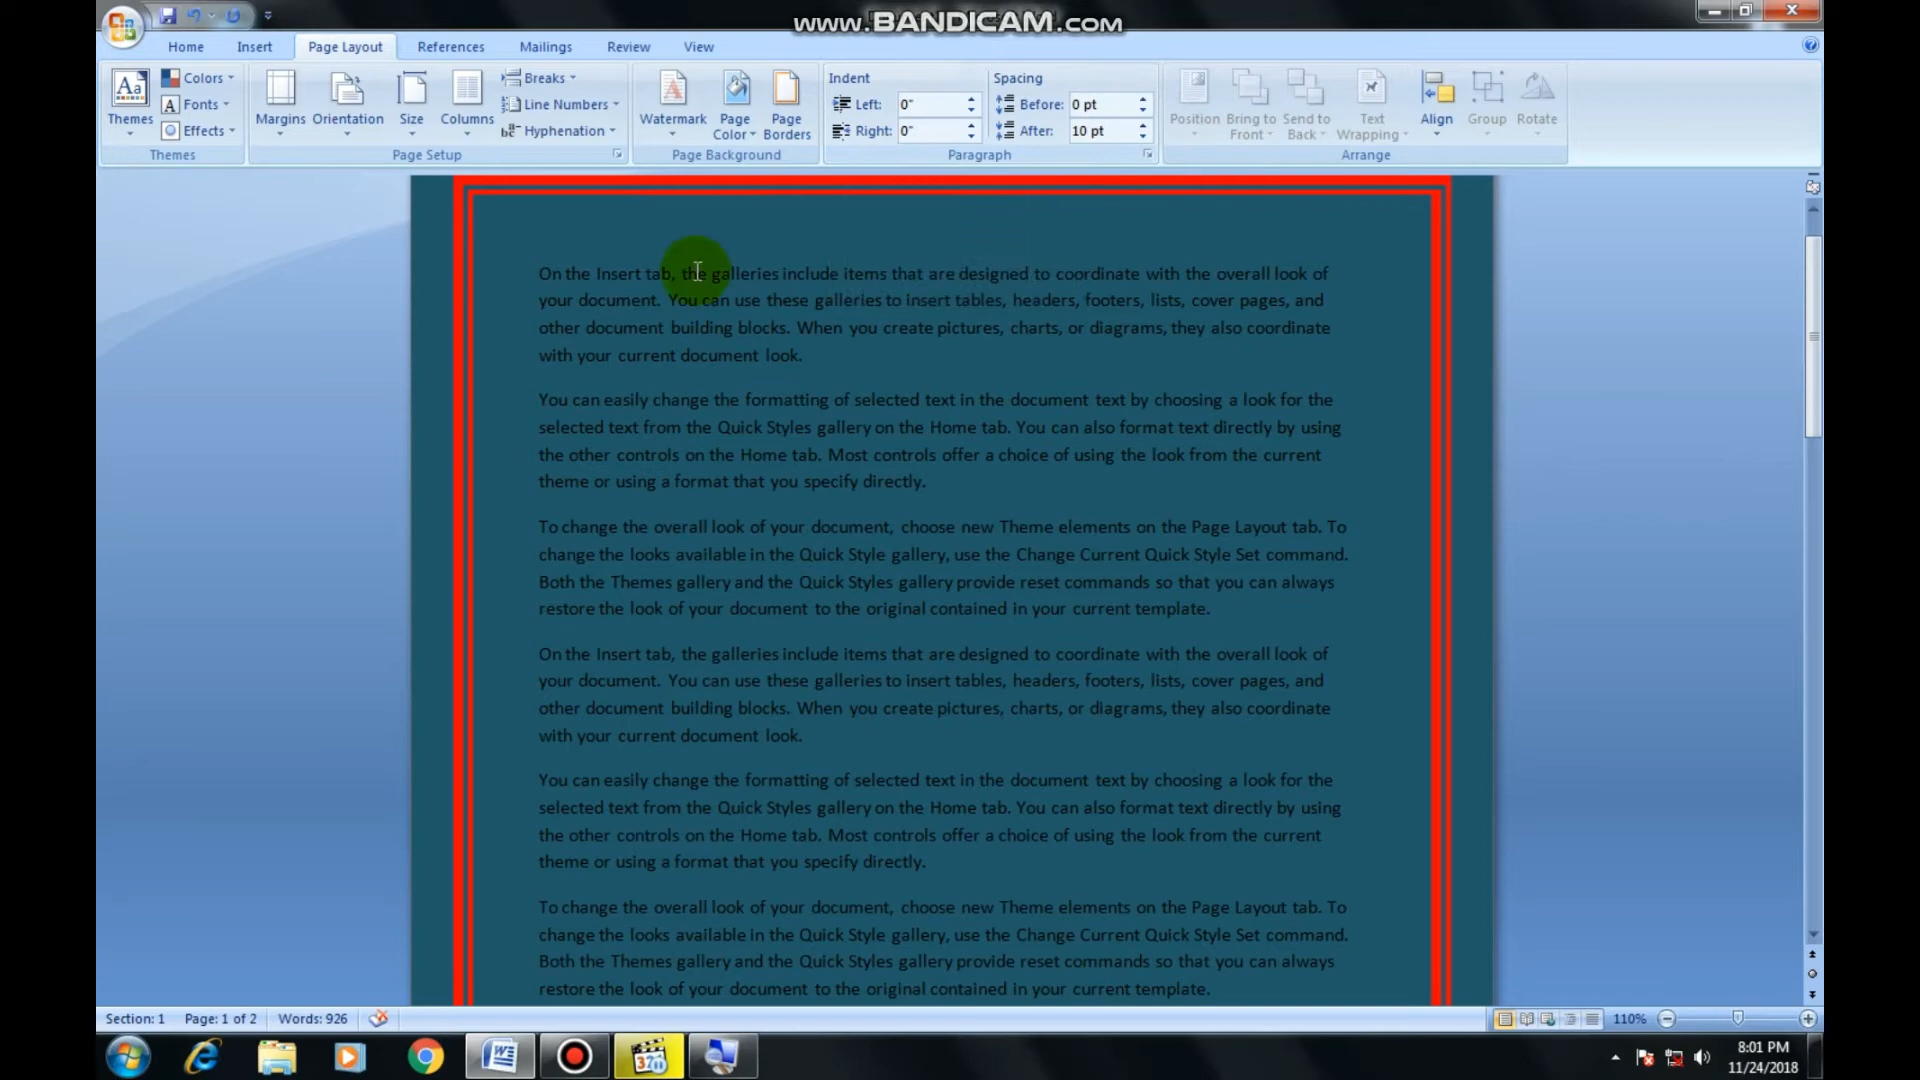 www.BANDICAM.com
Home Insert Page Layout References Mailings Review View
Themes
Colors
Fonts
Effects
Themes
Margins
Orientation
Size
Columns
Breaks
Line Numbers
Hyphenation
Page Setup
Watermark
Page Color
Page Borders
Page Background
Indent
Left: 0"
Right: 0"
Spacing
Before: 0 pt
After: 10 pt
Paragraph
Position
Bring to Front
Send to Back
Text Wrapping
Align
Group
Rotate
Arrange
On the Insert tab, the galleries include items that are designed to coordinate with the overall look of
your document. You can use these galleries to insert tables, headers, footers, lists, cover pages, and
other document building blocks. When you create pictures, charts, or diagrams, they also coordinate
with your current document look.
You can easily change the formatting of selected text in the document text by choosing a look for the
selected text from the Quick Styles gallery on the Home tab. You can also format text directly by using
the other controls on the Home tab. Most controls offer a choice of using the look from the current
theme or using a format that you specify directly.
To change the overall look of your document, choose new Theme elements on the Page Layout tab. To
change the looks available in the Quick Style gallery, use the Change Current Quick Style Set command.
Both the Themes gallery and the Quick Styles gallery provide reset commands so that you can always
restore the look of your document to the original contained in your current template.
On the Insert tab, the galleries include items that are designed to coordinate with the overall look of
your document. You can use these galleries to insert tables, headers, footers, lists, cover pages, and
other document building blocks. When you create pictures, charts, or diagrams, they also coordinate
with your current document look.
You can easily change the formatting of selected text in the document text by choosing a look for the
selected text from the Quick Styles gallery on the Home tab. You can also format text directly by using
the other controls on the Home tab. Most controls offer a choice of using the look from the current
theme or using a format that you specify directly.
To change the overall look of your document, choose new Theme elements on the Page Layout tab. To
change the looks available in the Quick Style gallery, use the Change Current Quick Style Set command.
Both the Themes gallery and the Quick Styles gallery provide reset commands so that you can always
restore the look of your document to the original contained in your current template.
Section: 1 Page: 1 of 2 Words: 926 110%
8:01 PM
11/24/2018